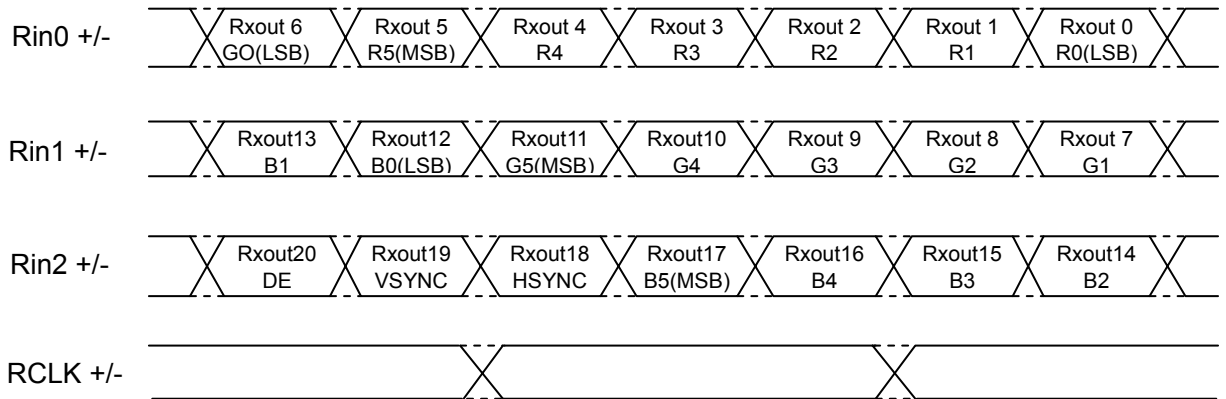 Rin0 +/-
Rxout 6 Rxout 5 Rxout 4 Rxout 3 Rxout 2 Rxout 1 Rxout 0
GO(LSB) R5(MSB) R4 R3 R2 R1 R0(LSB)
Rin1 +/-
Rxout13 Rxout12 Rxout11 Rxout10 Rxout 9 Rxout 8 Rxout 7
B1 B0(LSB) G5(MSB) G4 G3 G2 G1
Rin2 +/-
Rxout20 Rxout19 Rxout18 Rxout17 Rxout16 Rxout15 Rxout14
DE VSYNC HSYNC B5(MSB) B4 B3 B2
RCLK +/-